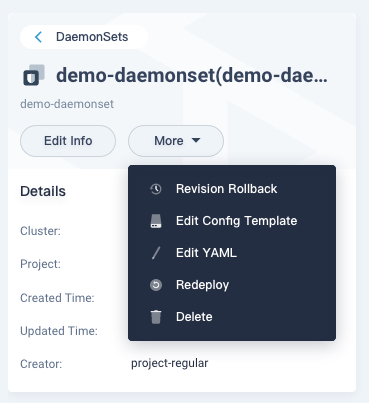 DaemonSets
demo-daemonset(demo-dae...
demo-daemonset
Edit Info
More
Revision Rollback
Edit Config Template
Edit YAML
Redeploy
Delete
Details
Cluster:
Project:
Created Time:
Updated Time:
Creator: project-regular